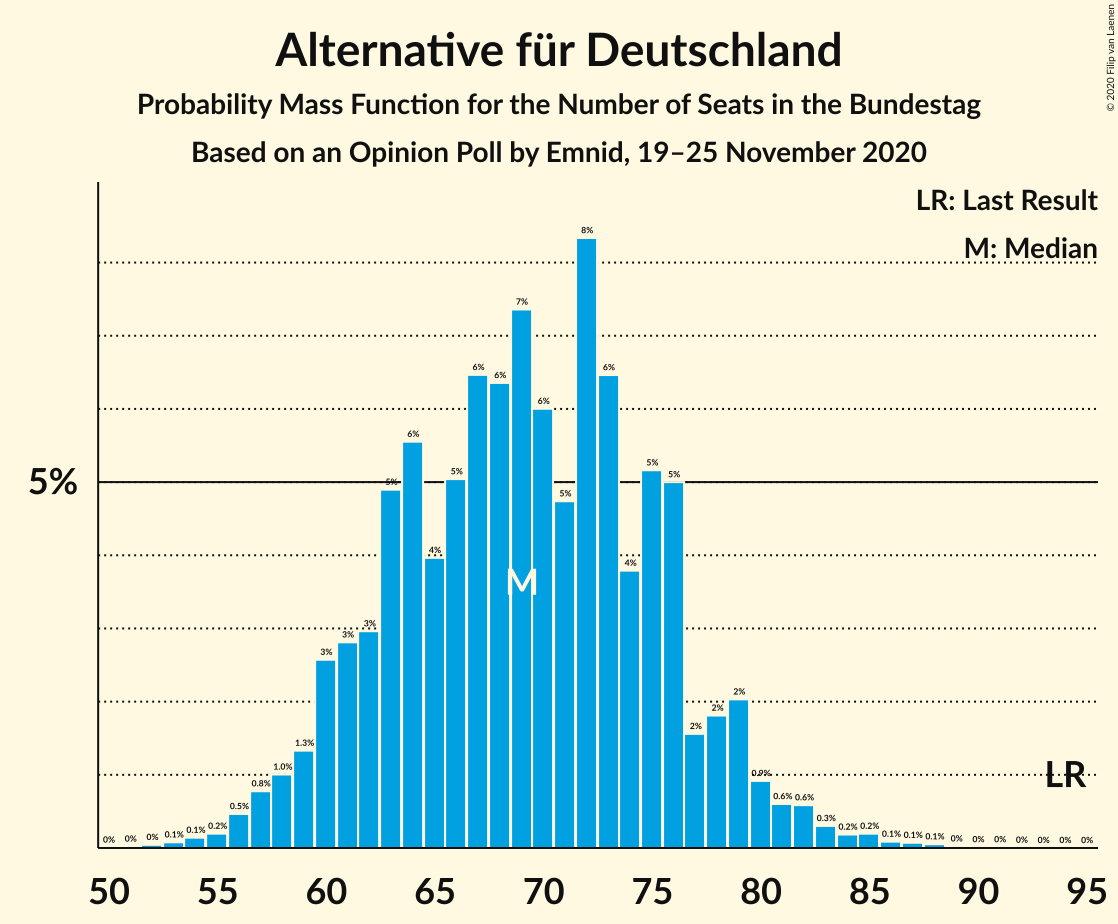 Alternative für Deutschland
Probability Mass Function for the Number of Seats in the Bundestag
Based on an Opinion Poll by Emnid, 19–25 November 2020
© 2020 Filip van Laenen
LR: Last Result
M: Median
5%
0% 0% 0% 0.1% 0.1% 0.2% 0.5% 0.8% 1.0% 1.3% 3% 3% 3% 5% 6% 4% 5% 6% 6% 7% 6% 5% 8% 6% 4% 5% 5% 2% 2% 2% 0.9% 0.6% 0.6% 0.3% 0.2% 0.2% 0.1% 0.1% 0.1% 0% 0% 0% 0% 0% 0% 0%
M
LR
50 55 60 65 70 75 80 85 90 95